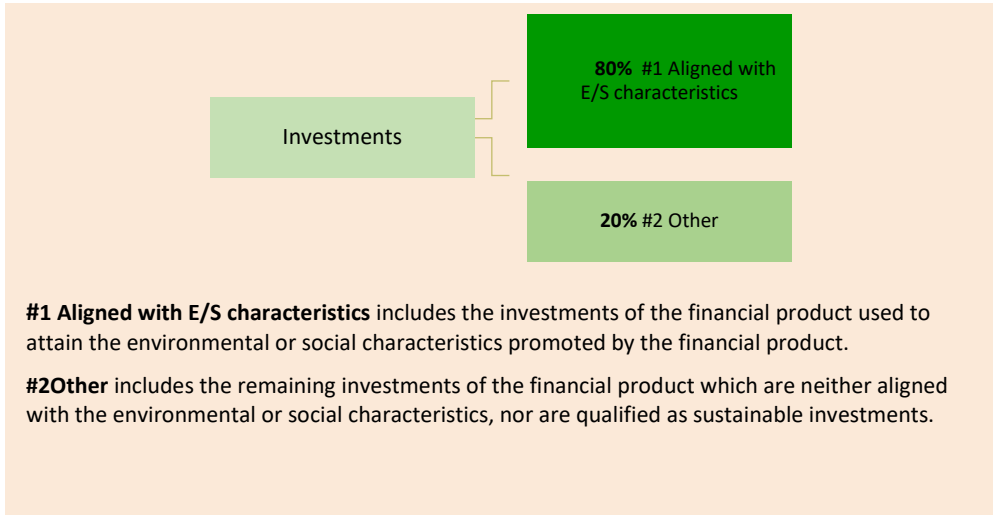 80% #1 Aligned with
E/S characteristics
Investments
20% #2 Other
#1 Aligned with E/S characteristics includes the investments of the financial product used to
attain the environmental or social characteristics promoted by the financial product.
#2Other includes the remaining investments of the financial product which are neither aligned
with the environmental or social characteristics, nor are qualified as sustainable investments.